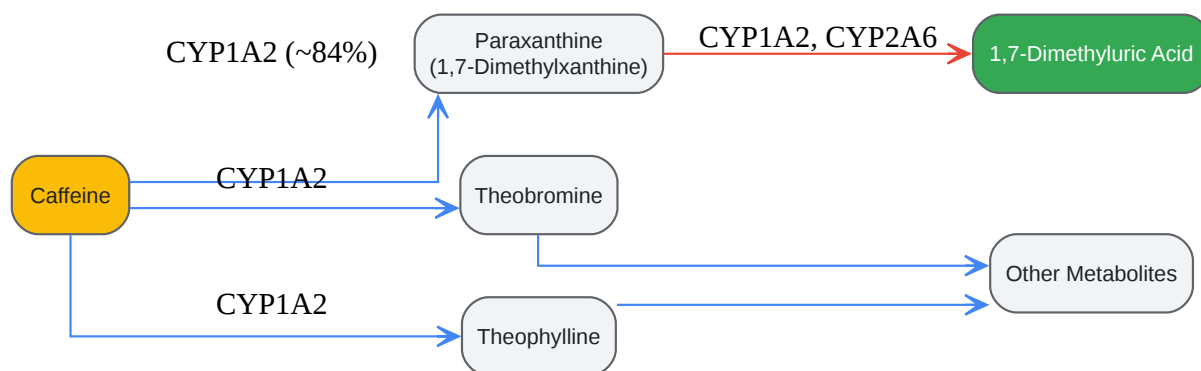 Paraxanthine
(1,7-Dimethylxanthine)
CYP1A2 (~84%)
CYP1A2, CYP2A6
1,7-Dimethyluric Acid
Caffeine
CYP1A2
Theobromine
Other Metabolites
CYP1A2
Theophylline